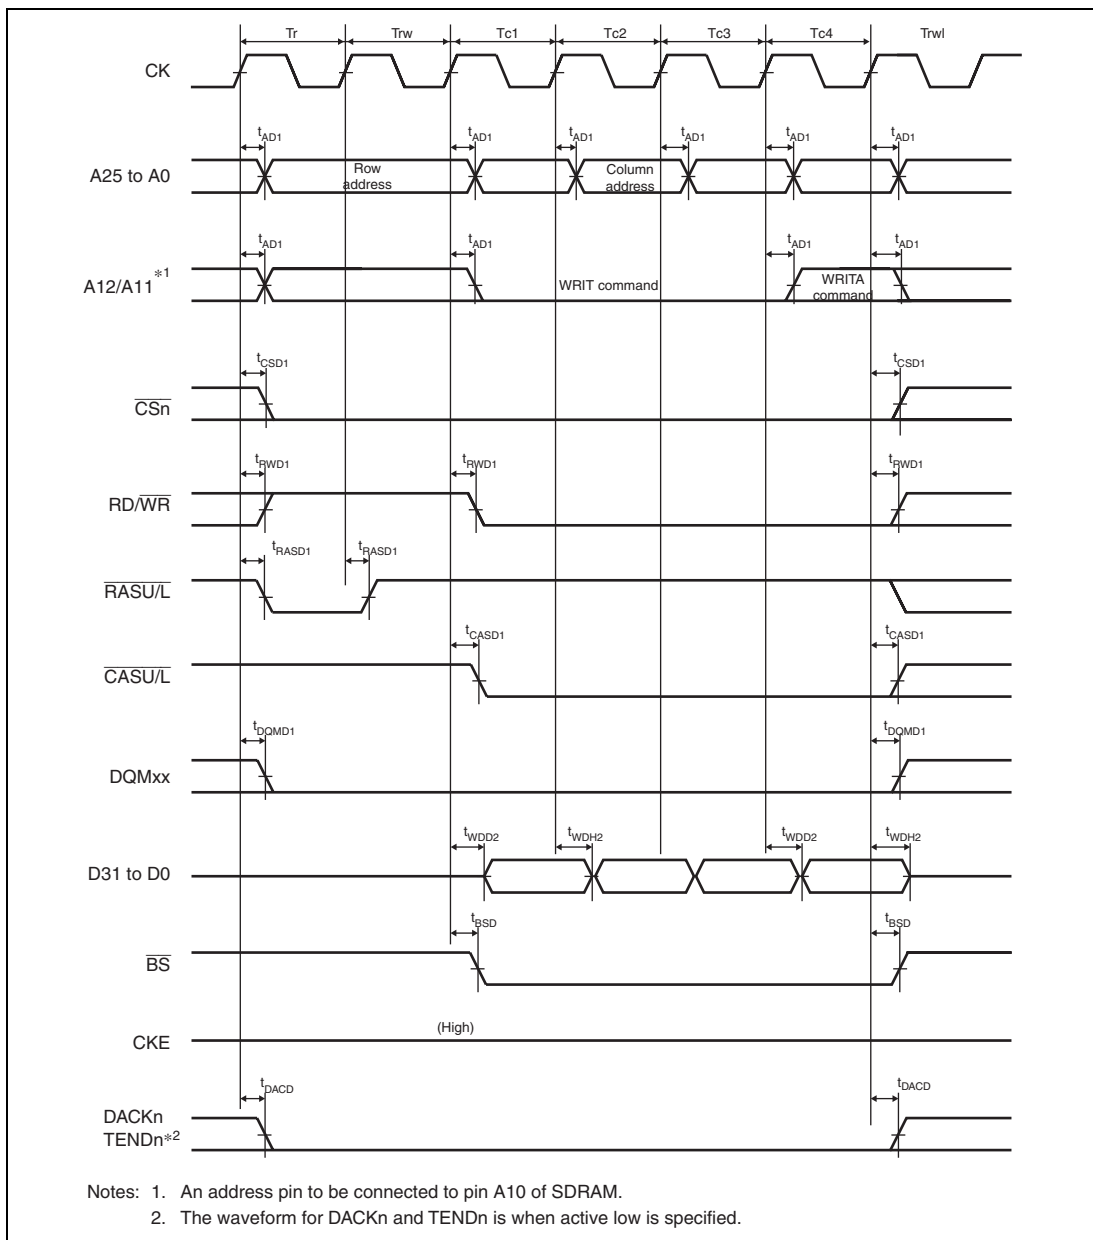 Tr Trw Tc1 Tc2 Tc3 Tc4 Trwl
CK
tAD1 tAD1 tAD1 tAD1 tAD1 tAD1
A25 to A0
Row
address
Column
address
tAD1 tAD1 tAD1 tAD1
A12/A11*1
WRIT command
WRITA
command
tCSD1 tCSD1
CSn
tRWD1 tRWD1 tRWD1
RD/WR
tRASD1 tRASD1
RASU/L
tCASD1 tCASD1
CASU/L
tDQMD1 tDQMD1
DQMxx
tWDD2 tWDH2 tWDD2 tWDH2
D31 to D0
tBSD tBSD
BS
(High)
CKE
tDACD tDACD
DACKn
TENDn*2
Notes: 1. An address pin to be connected to pin A10 of SDRAM.
2. The waveform for DACKn and TENDn is when active low is specified.